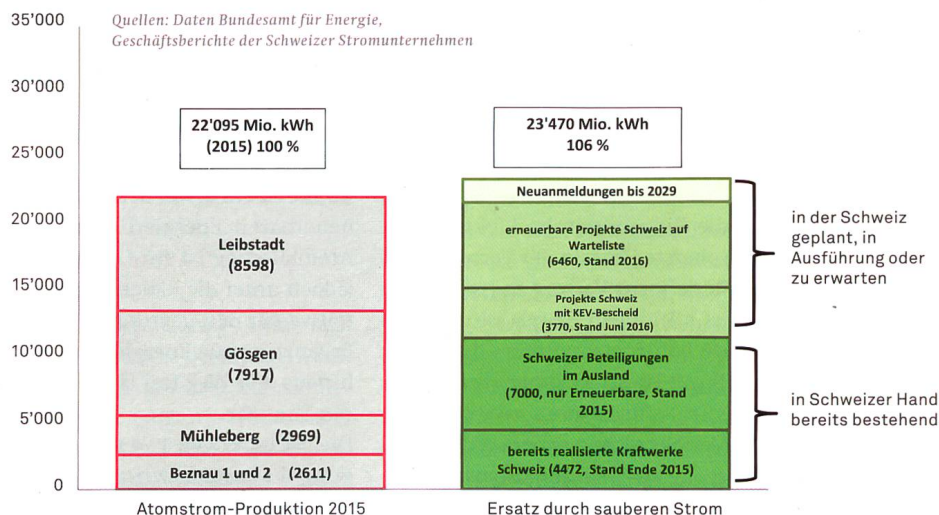 35’000
30’000
25’000
20’000
15’000
10’000
5’000
0
Quellen: Daten Bundesamt für Energie,
Geschäftsberichte der Schweizer Stromunternehmen
22'095 Mio. kWh
(2015) 100 %
Leibstadt
(8598)
Gösgen
(7917)
Mühleberg (2969)
Beznau 1 und 2 (2611)
Atomstrom-Produktion 2015
23'470 Mio. kWh
106 %
Neuanmeldungen bis 2029
erneuerbare Projekte Schweiz auf
Warteliste
(6460, Stand 2016)
Projekte Schweiz
mit KEV-Bescheid
(3770, Stand Juni 2016)
Schweizer Beteiligungen
im Ausland
(7000, nur Erneuerbare, Stand
2015)
bereits realisierte Kraftwerke
Schweiz (4472, Stand Ende 2015)
Ersatz durch sauberen Strom
in der Schweiz
geplant, in
Ausführung oder
zu erwarten
in Schweizer Hand
bereits bestehend